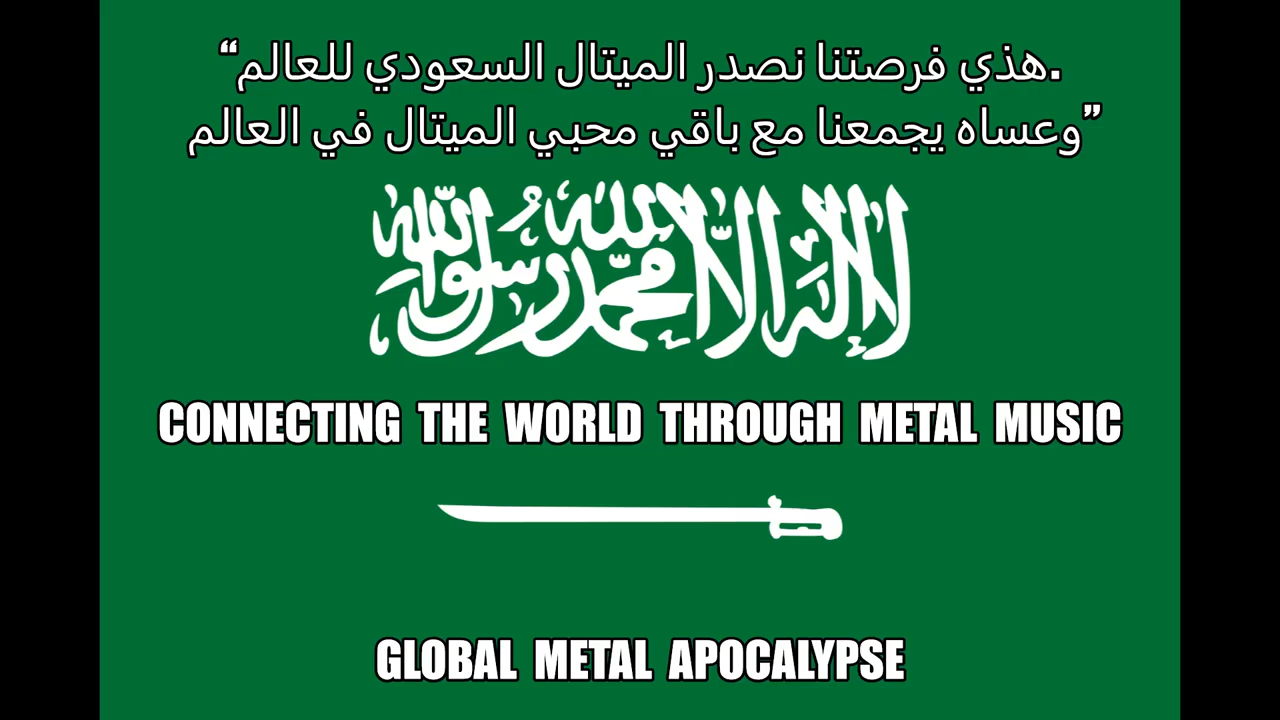 “هذي فرصتنا نصدر الميتال السعودي للعالم.
وعساه يجمعنا مع باقي محبي الميتال في العالم”
لا إله إلا الله محمد رسول الله
CONNECTING THE WORLD THROUGH METAL MUSIC
GLOBAL METAL APOCALYPSE